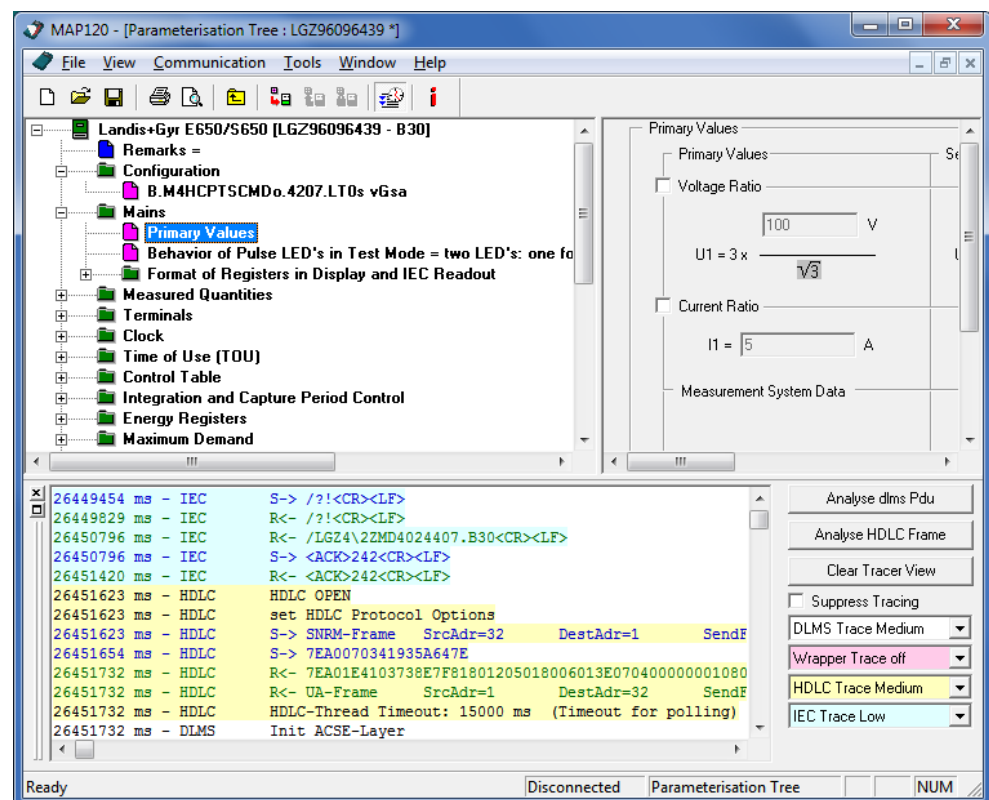 MAP120 - [Parameterisation Tree : LGZ96096439 *]
File View Communication Tools Window Help
Landis+Gyr E650/S650 [LGZ96096439 - B30]
Remarks =
Configuration
B.M4HCPTSCMDo.4207.LT0s vGsa
Mains
Primary Values
Behavior of Pulse LED's in Test Mode = two LED's: one fo
Format of Registers in Display and IEC Readout
Measured Quantities
Terminals
Clock
Time of Use (TOU)
Control Table
Integration and Capture Period Control
Energy Registers
Maximum Demand
Primary Values
Primary Values Se
Voltage Ratio
100 V
U1 = 3 x
√3
Current Ratio
I1 = 5 A
Measurement System Data
26449454 ms - IEC S-> /?!<CR><LF>
26449829 ms - IEC R<- /?!<CR><LF>
26450796 ms - IEC R<- /LGZ4\2ZMD4024407.B30<CR><LF>
26450796 ms - IEC S-> <ACK>242<CR><LF>
26451420 ms - IEC R<- <ACK>242<CR><LF>
26451623 ms - HDLC HDLC OPEN
26451623 ms - HDLC set HDLC Protocol Options
26451623 ms - HDLC S-> SNRM-Frame SrcAdr=32 DestAdr=1 SendF
26451654 ms - HDLC S-> 7EA0070341935A647E
26451732 ms - HDLC R<- 7EA01E4103738E7F81801205018006013E070400000001080
26451732 ms - HDLC R<- UA-Frame SrcAdr=1 DestAdr=32 SendF
26451732 ms - HDLC HDLC-Thread Timeout: 15000 ms (Timeout for polling)
26451732 ms - DLMS Init ACSE-Layer
Analyse dlms Pdu
Analyse HDLC Frame
Clear Tracer View
Suppress Tracing
DLMS Trace Medium
Wrapper Trace off
HDLC Trace Medium
IEC Trace Low
Ready Disconnected Parameterisation Tree NUM